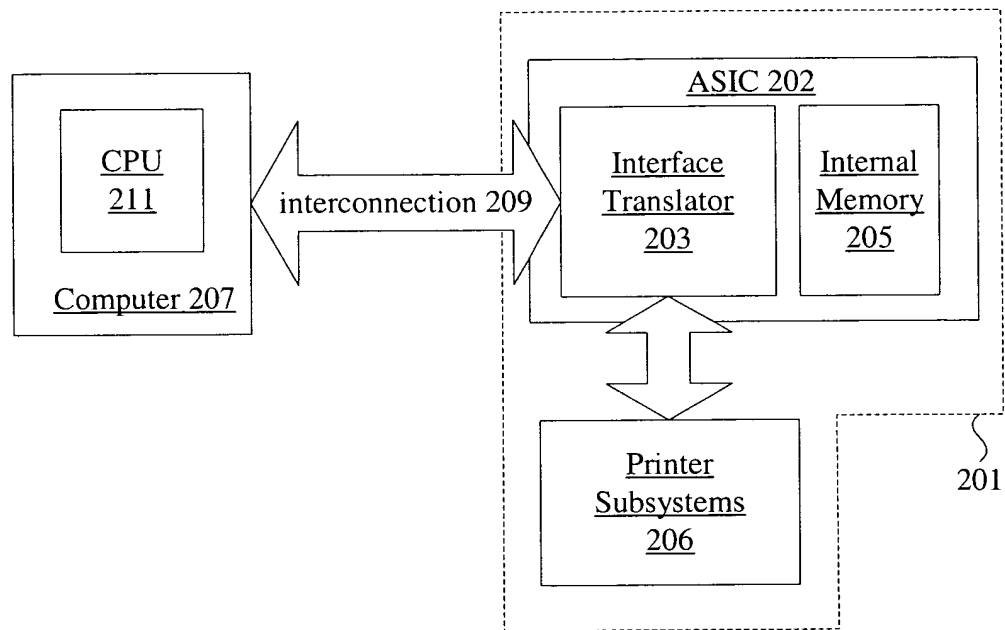 CPU
211
Computer 207
interconnection 209
ASIC 202
Interface
Translator
203
Internal
Memory
205
Printer
Subsystems
206
201